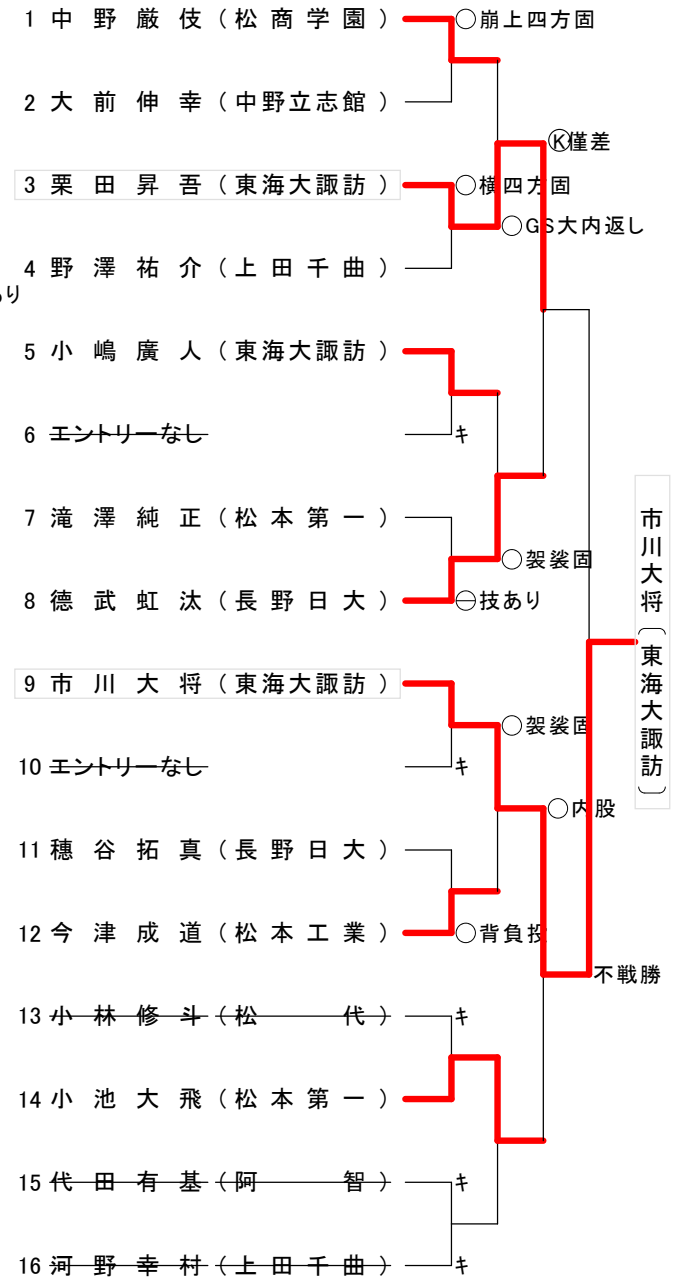 1 中野厳伎（松商学園） ○崩上四方固
2 大前伸幸（中野立志館）
Ⓚ僅差
3 栗田昇吾（東海大諏訪） ○横四方固
○GS大内返し
4 野澤祐介（上田千曲）
あり
5 小嶋廣人（東海大諏訪）
6 エントリーなし キ
7 滝澤純正（松本第一）
○袈裟固
8 德武虹汰（長野日大） ㊀技あり
市川大将（東海大諏訪）
9 市川大将（東海大諏訪）
○袈裟固
10 エントリーなし キ
○内股
11 穂谷拓真（長野日大）
12 今津成道（松本工業） ○背負投
不戦勝
13 小林修斗（松代） キ
14 小池大飛（松本第一）
15 代田有基（阿智） キ
16 河野幸村（上田千曲） キ